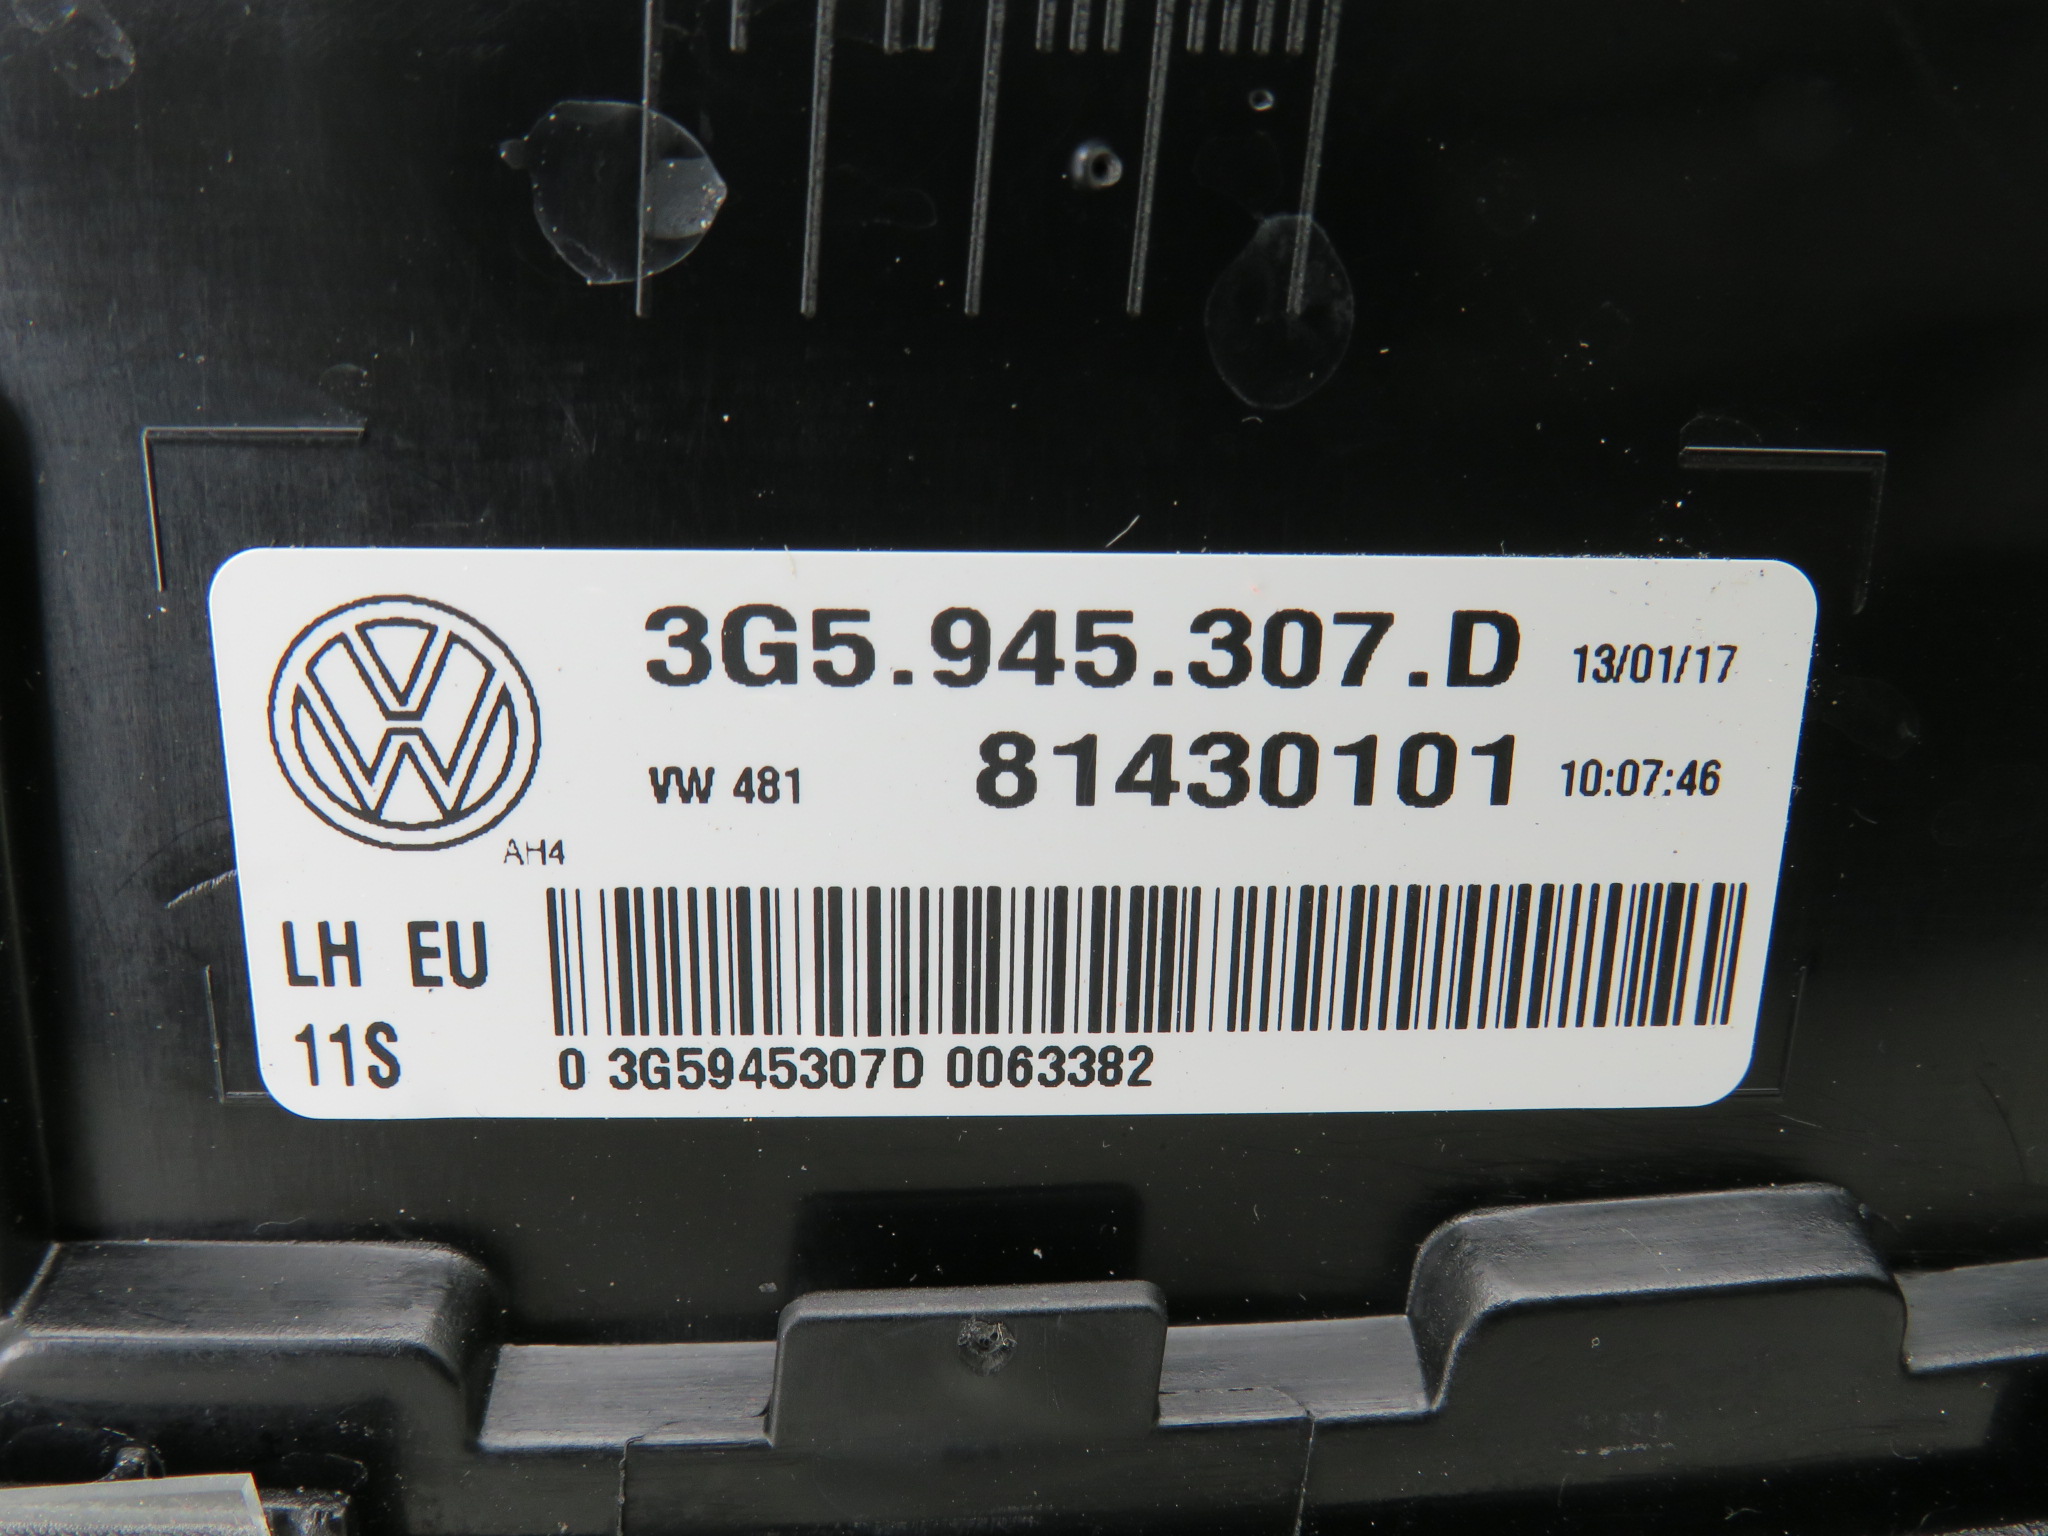 3G5.945.307.D 13/01/17
VW 481 81430101 10:07:46
AH4
LH EU
11S
0 3G5945307D 0063382